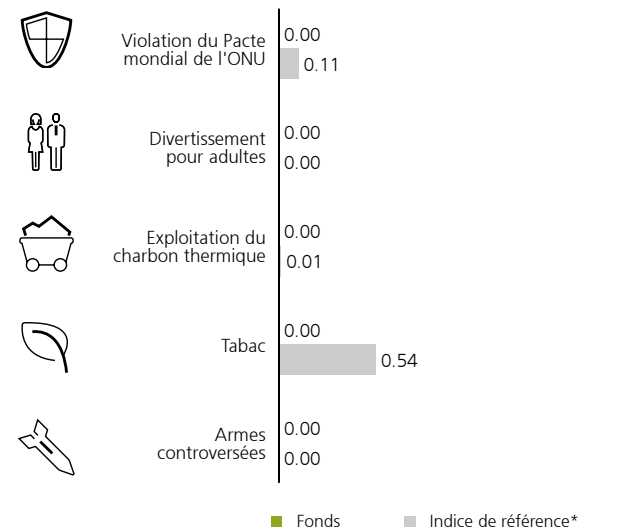 Violation du Pacte
mondial de l'ONU
0.00
0.11
Divertissement
pour adultes
0.00
0.00
Exploitation du
charbon thermique
0.00
0.01
Tabac
0.00
0.54
Armes
controversées
0.00
0.00
Fonds
Indice de référence*